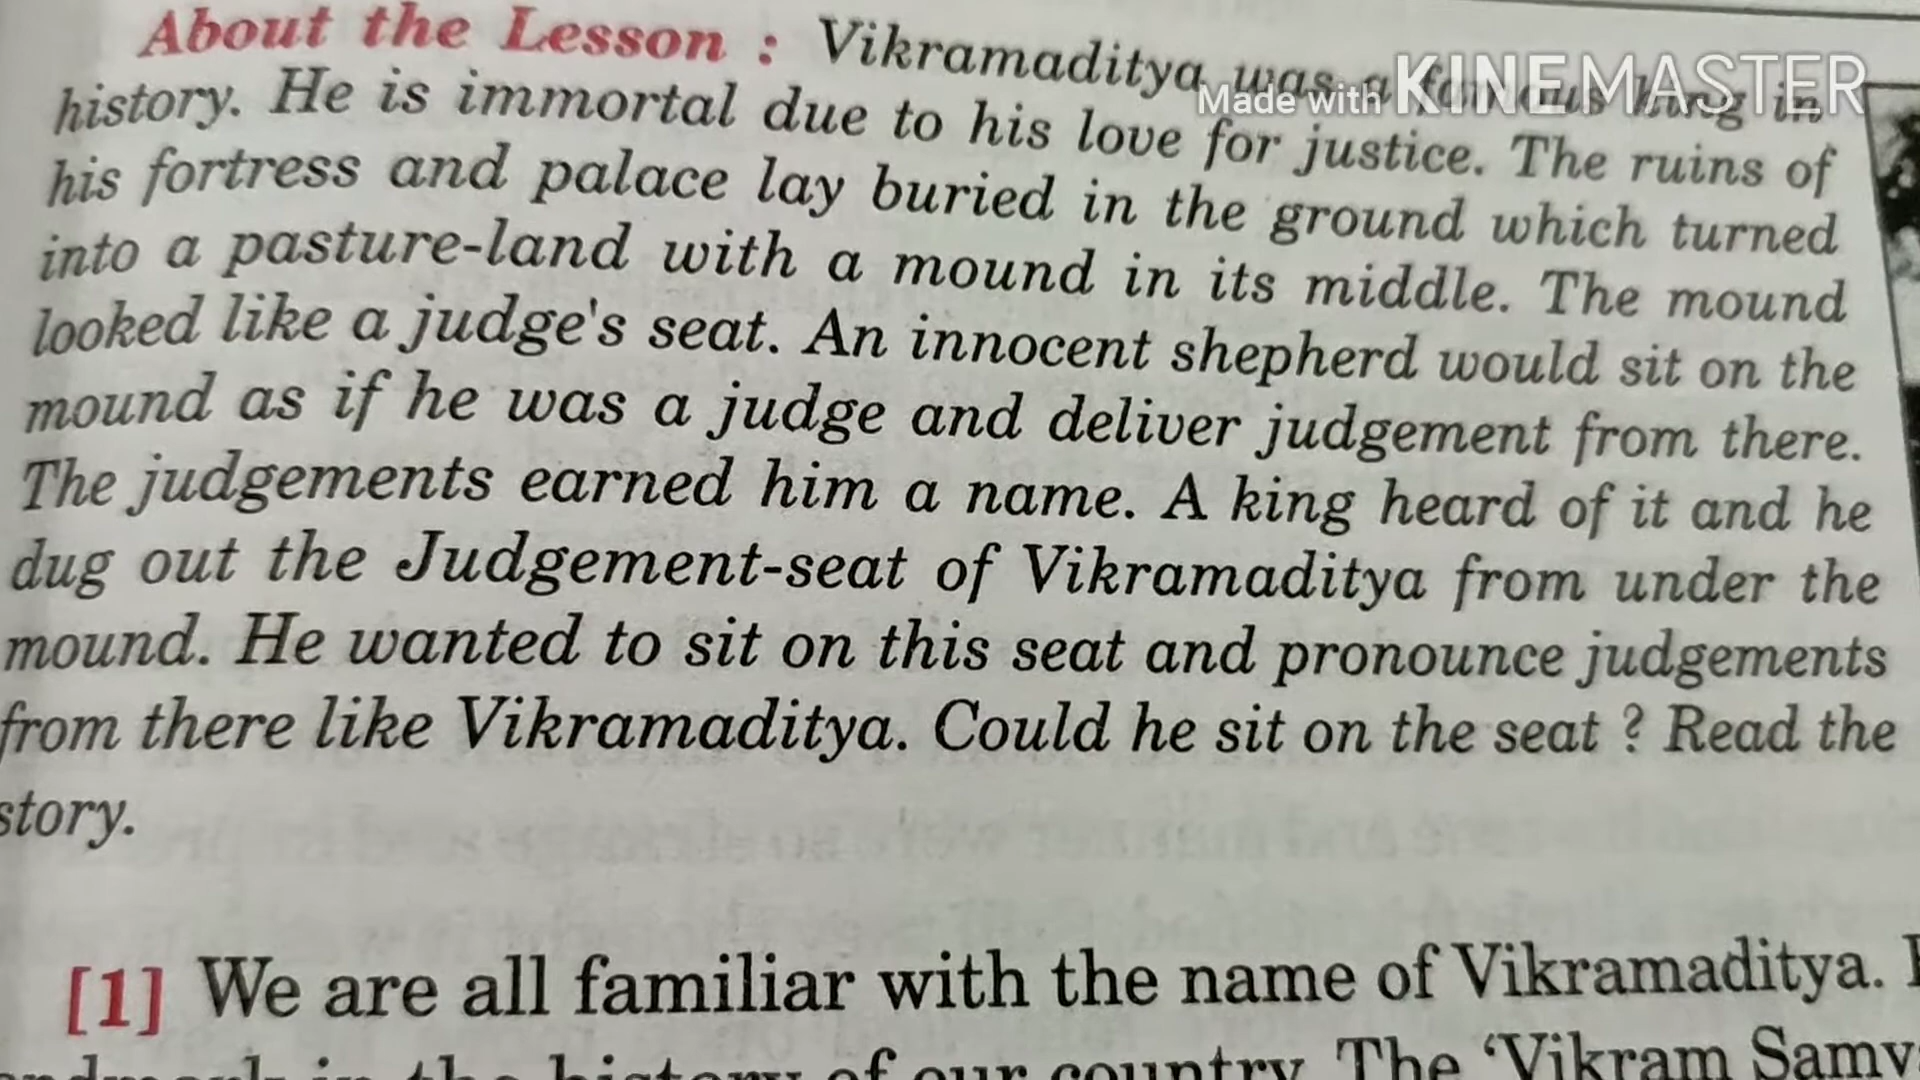 About the Lesson : Vikramaditya was a famous king in
Made with KINEMASTER
history. He is immortal due to his love for justice. The ruins of
his fortress and palace lay buried in the ground which turned
into a pasture-land with a mound in its middle. The mound
looked like a judge's seat. An innocent shepherd would sit on the
mound as if he was a judge and deliver judgement from there.
The judgements earned him a name. A king heard of it and he
dug out the Judgement-seat of Vikramaditya from under the
mound. He wanted to sit on this seat and pronounce judgements
from there like Vikramaditya. Could he sit on the seat ? Read the
story.
[1] We are all familiar with the name of Vikramaditya.
in the history of our country. The ‘Vikram